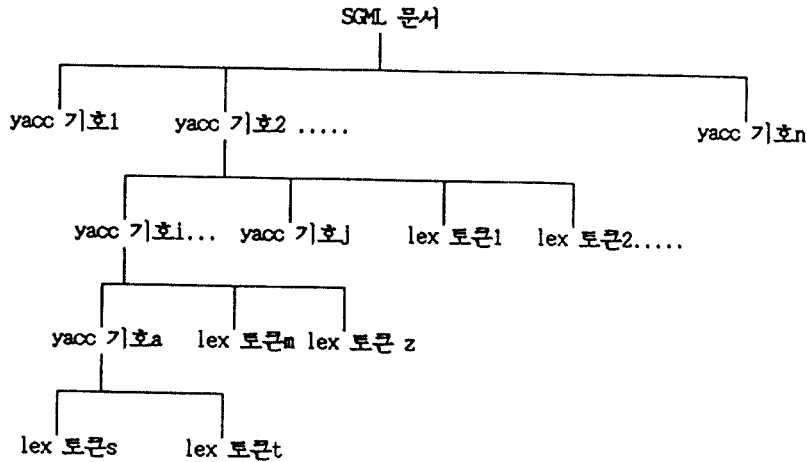 SGML 문서
yacc 기호1 yacc 기호2 ..... yacc 기호n
yacc 기호i... yacc 기호j lex 토큰1 lex 토큰2.....
yacc 기호a lex 토큰m lex 토큰 z
lex 토큰s lex 토큰t